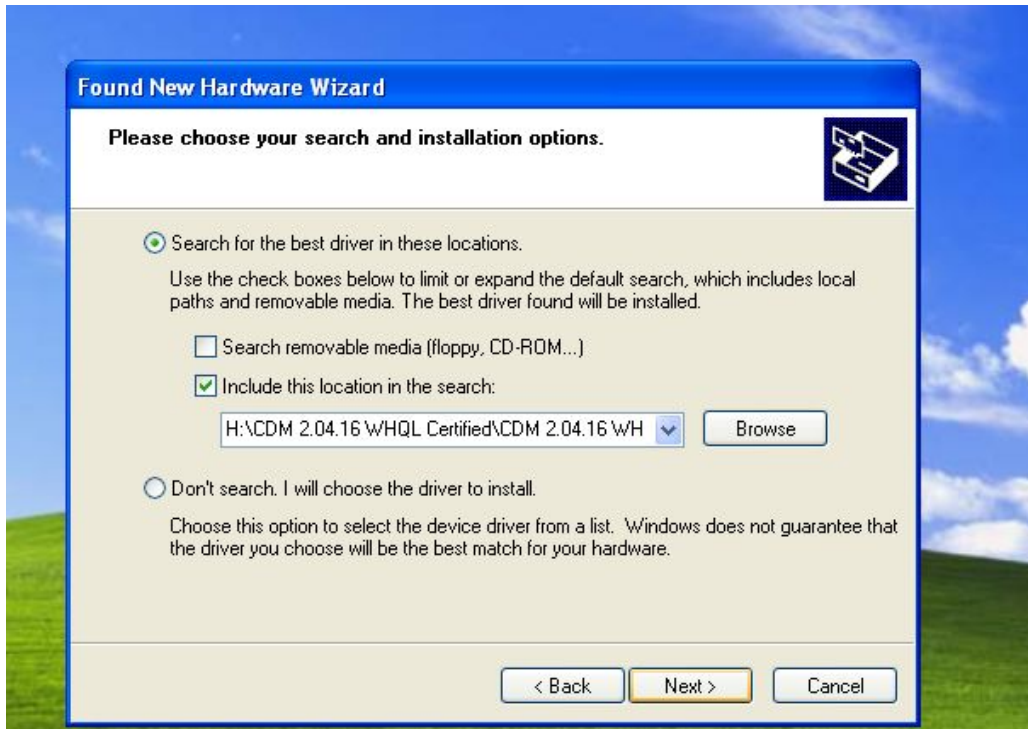 Found New Hardware Wizard
Please choose your search and installation options.
Search for the best driver in these locations.
Use the check boxes below to limit or expand the default search, which includes local
paths and removable media. The best driver found will be installed.
Search removable media (floppy, CD-ROM...)
Include this location in the search:
H:\CDM 2.04.16 WHQL Certified\CDM 2.04.16 WH
Browse
Don't search. I will choose the driver to install.
Choose this option to select the device driver from a list. Windows does not guarantee that
the driver you choose will be the best match for your hardware.
< Back Next > Cancel